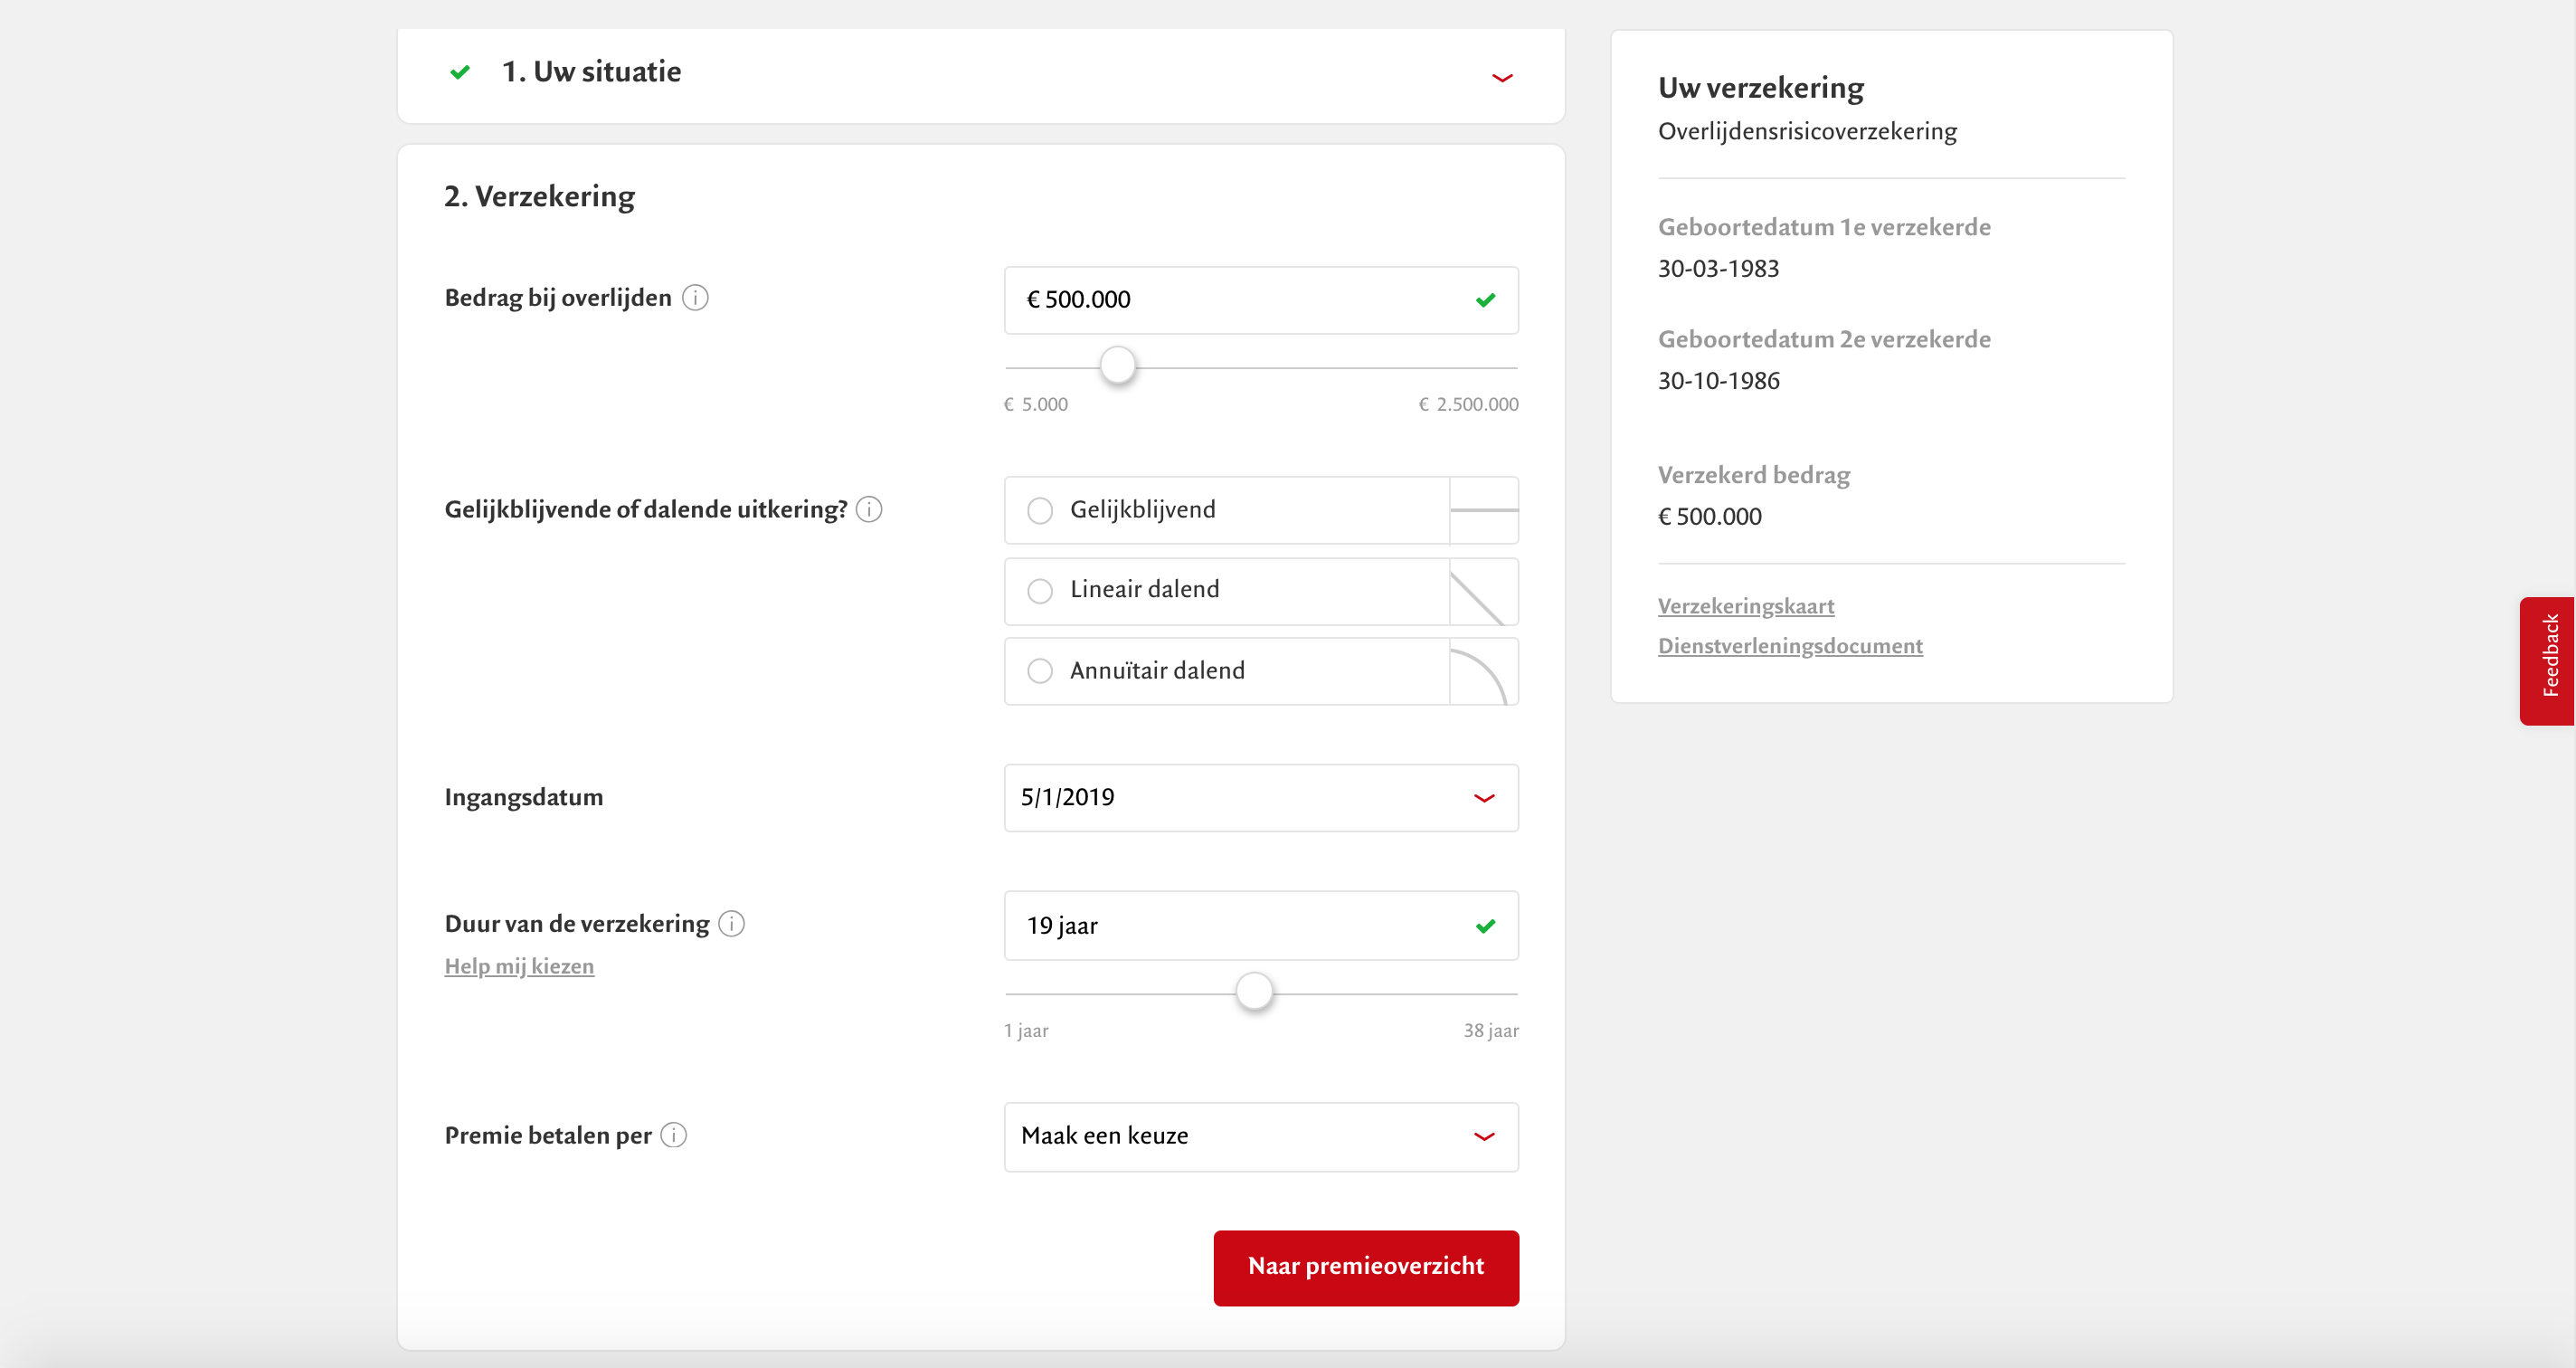 1. Uw situatie
2. Verzekering
Bedrag bij overlijden
€ 500.000
€ 5.000
€ 2.500.000
Gelijkblijvende of dalende uitkering?
Gelijkblijvend
Lineair dalend
Annuïtair dalend
Ingangsdatum
5/1/2019
Duur van de verzekering
19 jaar
Help mij kiezen
1 jaar
38 jaar
Premie betalen per
Maak een keuze
Naar premieoverzicht
Uw verzekering
Overlijdensrisicoverzekering
Geboortedatum 1e verzekerde
30-03-1983
Geboortedatum 2e verzekerde
30-10-1986
Verzekerd bedrag
€ 500.000
Verzekeringskaart
Dienstverleningsdocument
Feedback